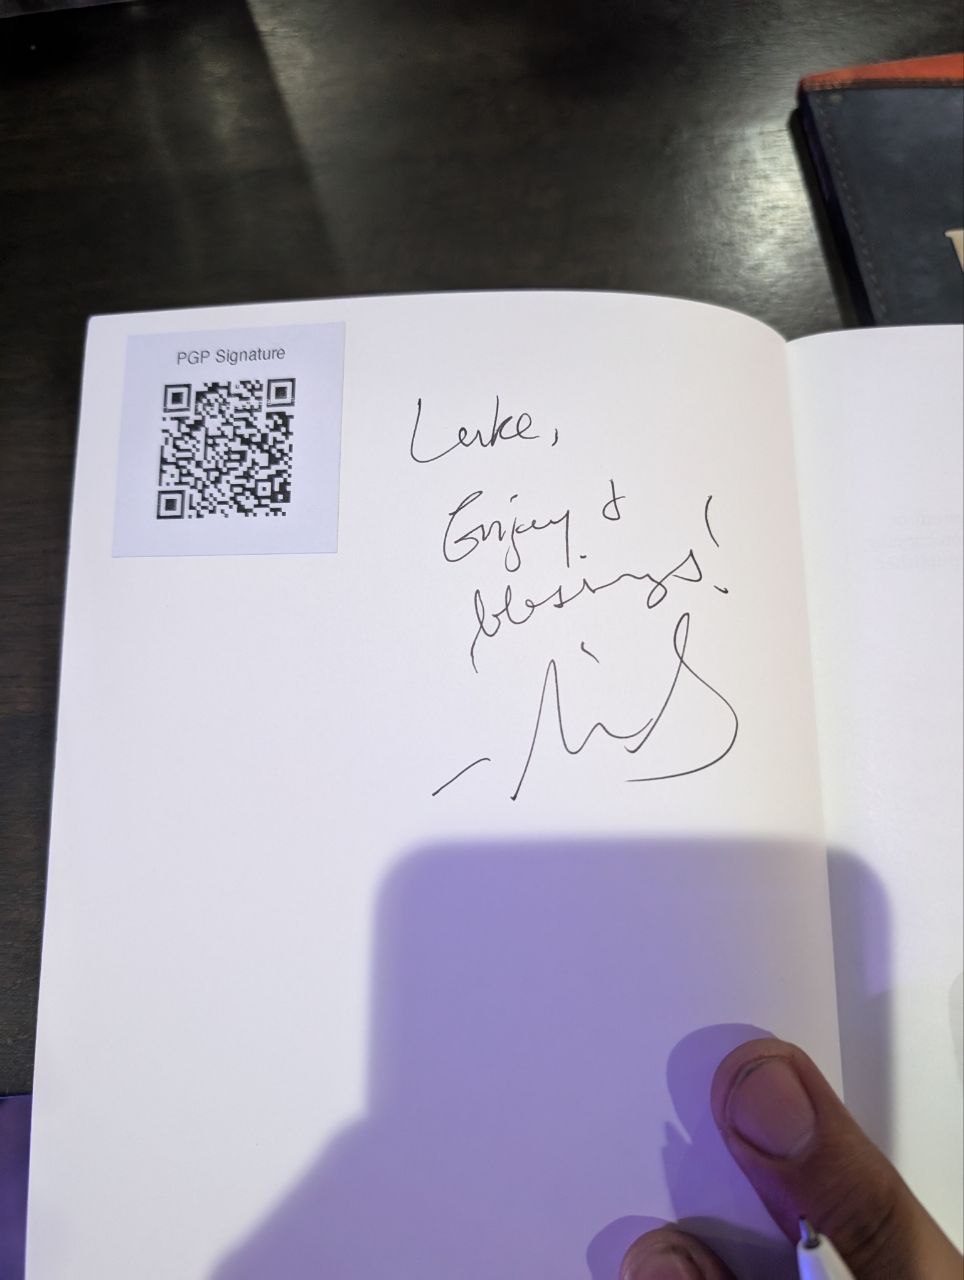 PGP Signature
Luke,
Enjoy &
blessings!